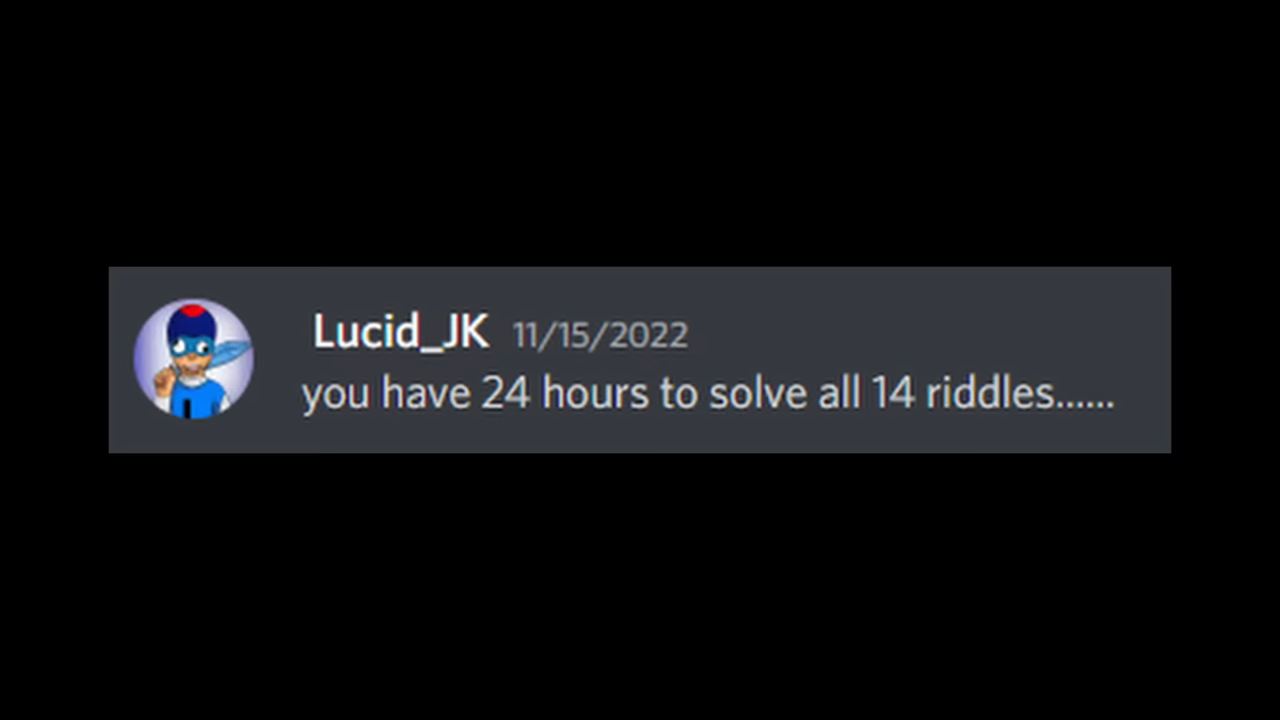 Lucid_JK 11/15/2022
you have 24 hours to solve all 14 riddles......